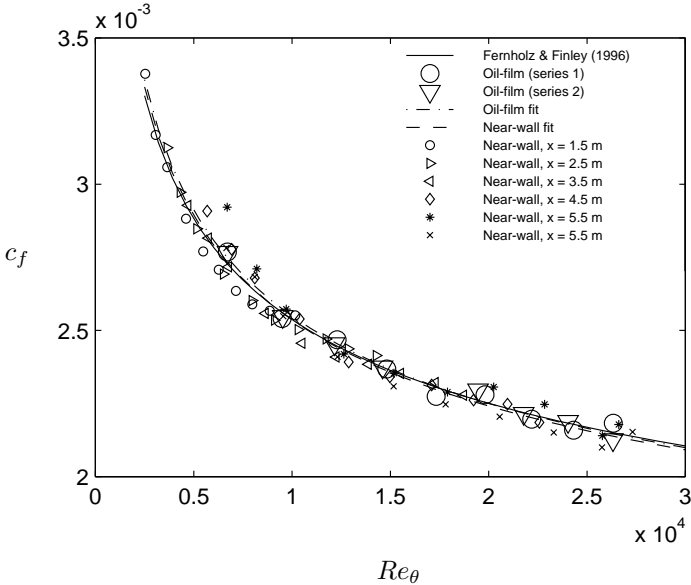 x 10⁻³
3.5
3
2.5
2
c_f
Fernholz & Finley (1996)
Oil-film (series 1)
Oil-film (series 2)
Oil-film fit
Near-wall fit
Near-wall, x = 1.5 m
Near-wall, x = 2.5 m
Near-wall, x = 3.5 m
Near-wall, x = 4.5 m
Near-wall, x = 5.5 m
Near-wall, x = 5.5 m
0 0.5 1 1.5 2 2.5 3
x 10⁴
Re_θ